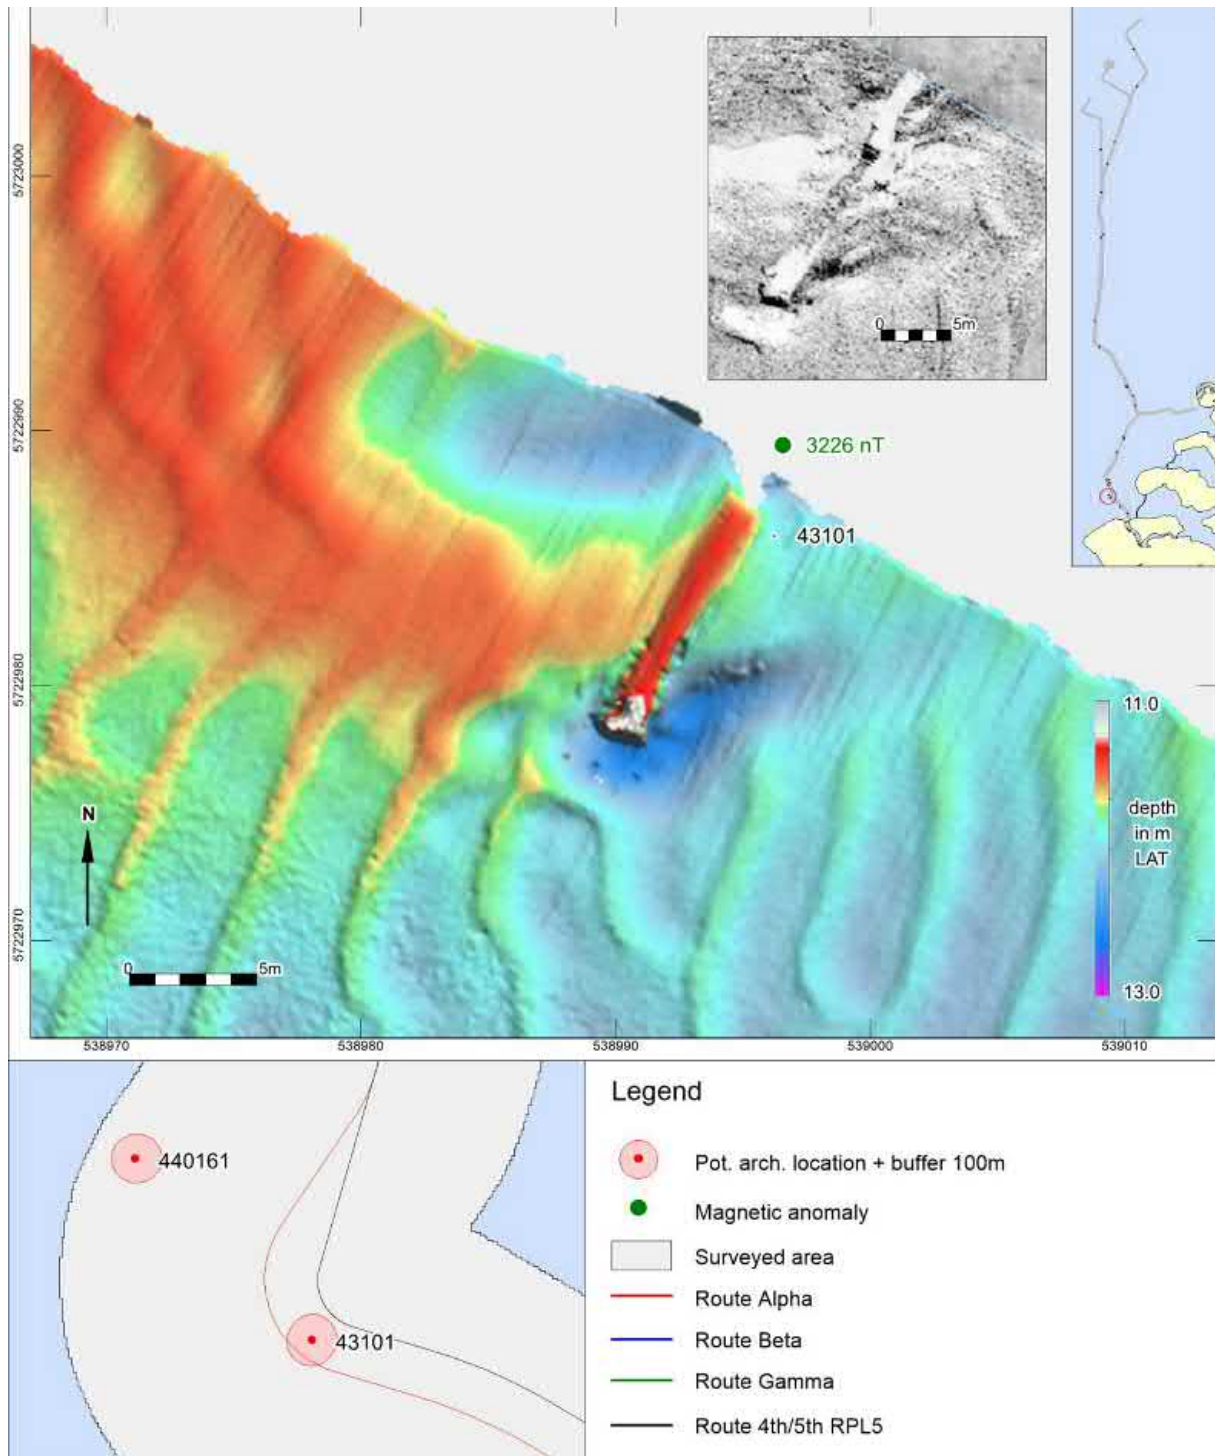 0 5m
5723000
5722990
3226 nT
43101
5722980
11.0
depth
in m
LAT
13.0
N
5722970
0 5m
538970 538980 538990 539000 539010
440161
43101
Legend
Pot. arch. location + buffer 100m
Magnetic anomaly
Surveyed area
Route Alpha
Route Beta
Route Gamma
Route 4th/5th RPL5